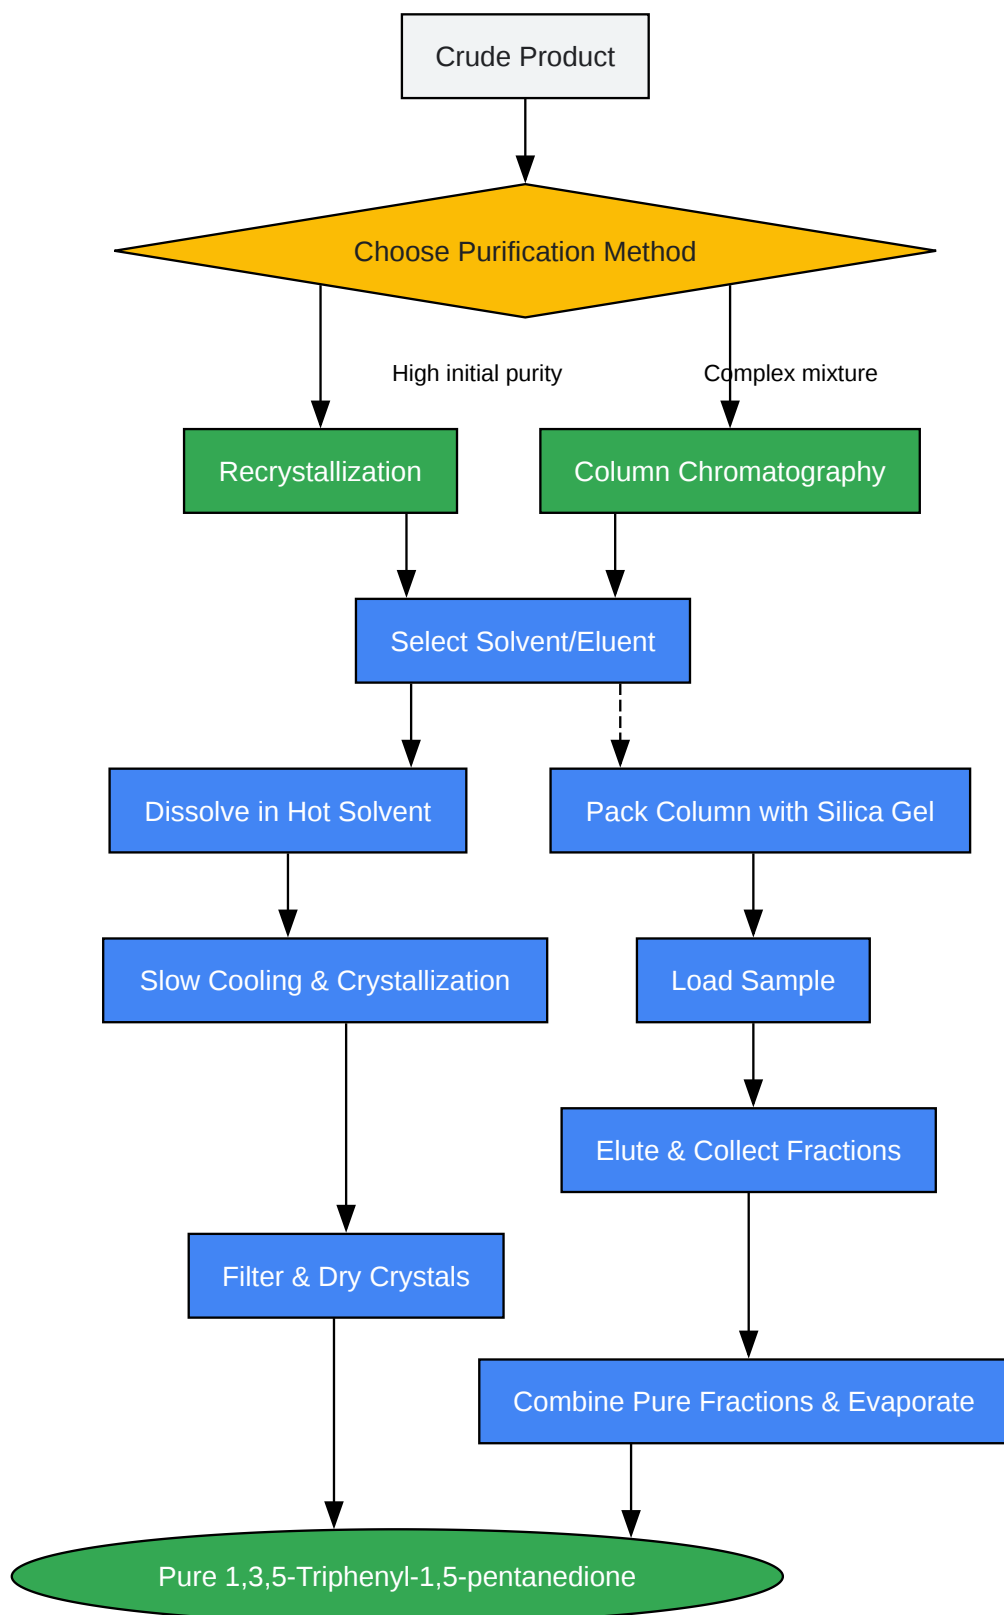 Crude Product
Choose Purification Method
High initial purity
Complex mixture
Recrystallization
Column Chromatography
Select Solvent/Eluent
Dissolve in Hot Solvent
Pack Column with Silica Gel
Slow Cooling & Crystallization
Load Sample
Elute & Collect Fractions
Filter & Dry Crystals
Combine Pure Fractions & Evaporate
Pure 1,3,5-Triphenyl-1,5-pentanedione